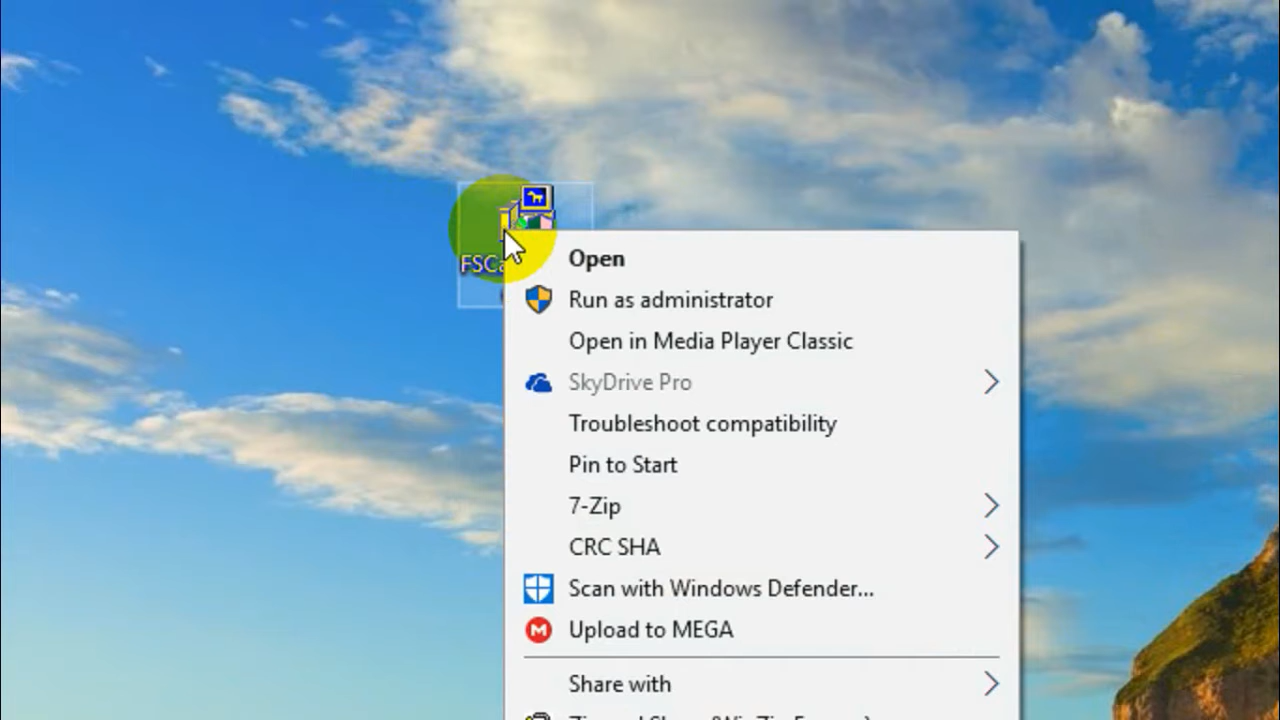 Open
Run as administrator
Open in Media Player Classic
SkyDrive Pro
Troubleshoot compatibility
Pin to Start
7-Zip
CRC SHA
Scan with Windows Defender...
Upload to MEGA
Share with